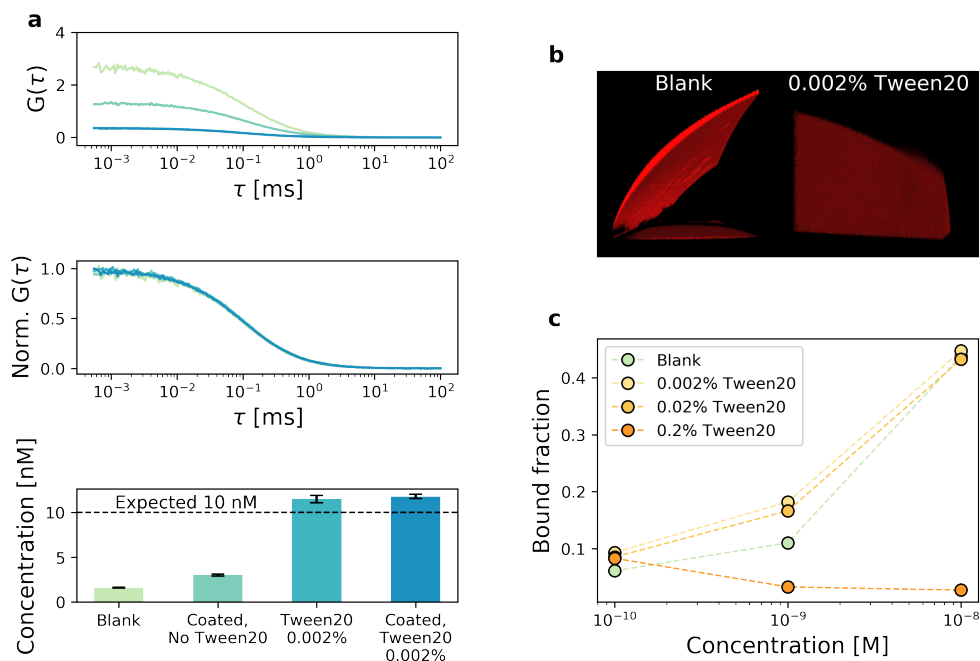 a
4
2
0
G(τ)
10⁻³ 10⁻² 10⁻¹ 10⁰ 10¹ 10²
τ [ms]
1.0
0.5
0.0
Norm. G(τ)
10⁻³ 10⁻² 10⁻¹ 10⁰ 10¹ 10²
τ [ms]
Concentration [nM]
10
5
0
Expected 10 nM
Blank
Coated,
No Tween20
Tween20
0.002%
Coated,
Tween20
0.002%
b
Blank
0.002% Tween20
c
Blank
0.002% Tween20
0.02% Tween20
0.2% Tween20
0.4
0.3
0.2
0.1
Bound fraction
10⁻¹⁰ 10⁻⁹ 10⁻⁸
Concentration [M]